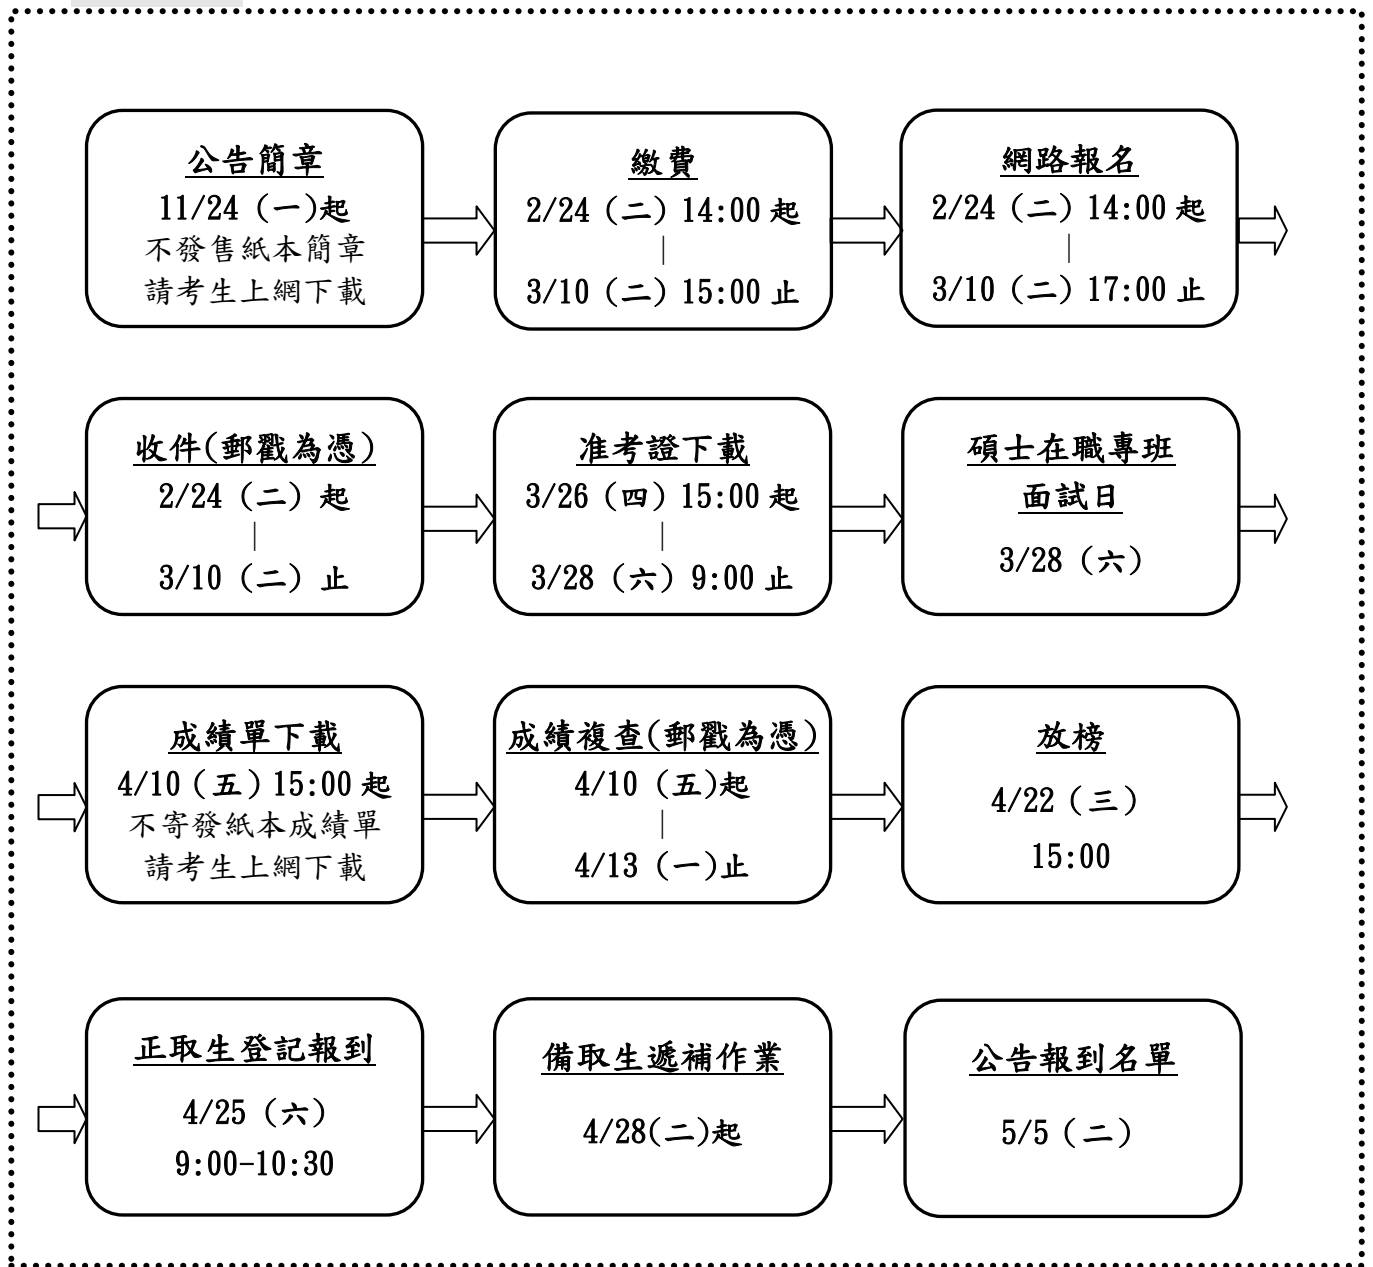 公告簡章
11/24 (一)起
不發售紙本簡章
請考生上網下載
繳費
2/24 (二) 14:00 起
|
3/10 (二) 15:00 止
網路報名
2/24 (二) 14:00 起
|
3/10 (二) 17:00 止
收件(郵戳為憑)
2/24 (二) 起
|
3/10 (二) 止
准考證下載
3/26 (四) 15:00 起
|
3/28 (六) 9:00 止
碩士在職專班
面試日
3/28 (六)
成績單下載
4/10 (五) 15:00 起
不寄發紙本成績單
請考生上網下載
成績複查(郵戳為憑)
4/10 (五)起
|
4/13 (一)止
放榜
4/22 (三)
15:00
正取生登記報到
4/25 (六)
9:00-10:30
備取生遞補作業
4/28(二)起
公告報到名單
5/5 (二)